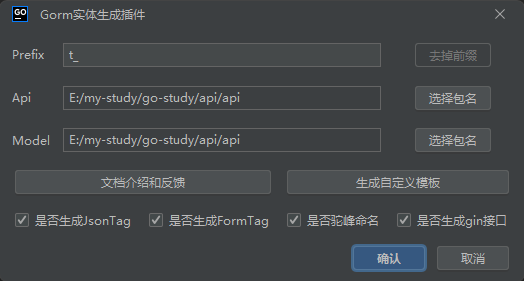 GO Gorm实体生成插件
Prefix t_ 去掉前缀
Api E:/my-study/go-study/api/api 选择包名
Model E:/my-study/go-study/api/api 选择包名
文档介绍和反馈 生成自定义模板
是否生成JsonTag 是否生成FormTag 是否驼峰命名 是否生成gin接口
确认 取消